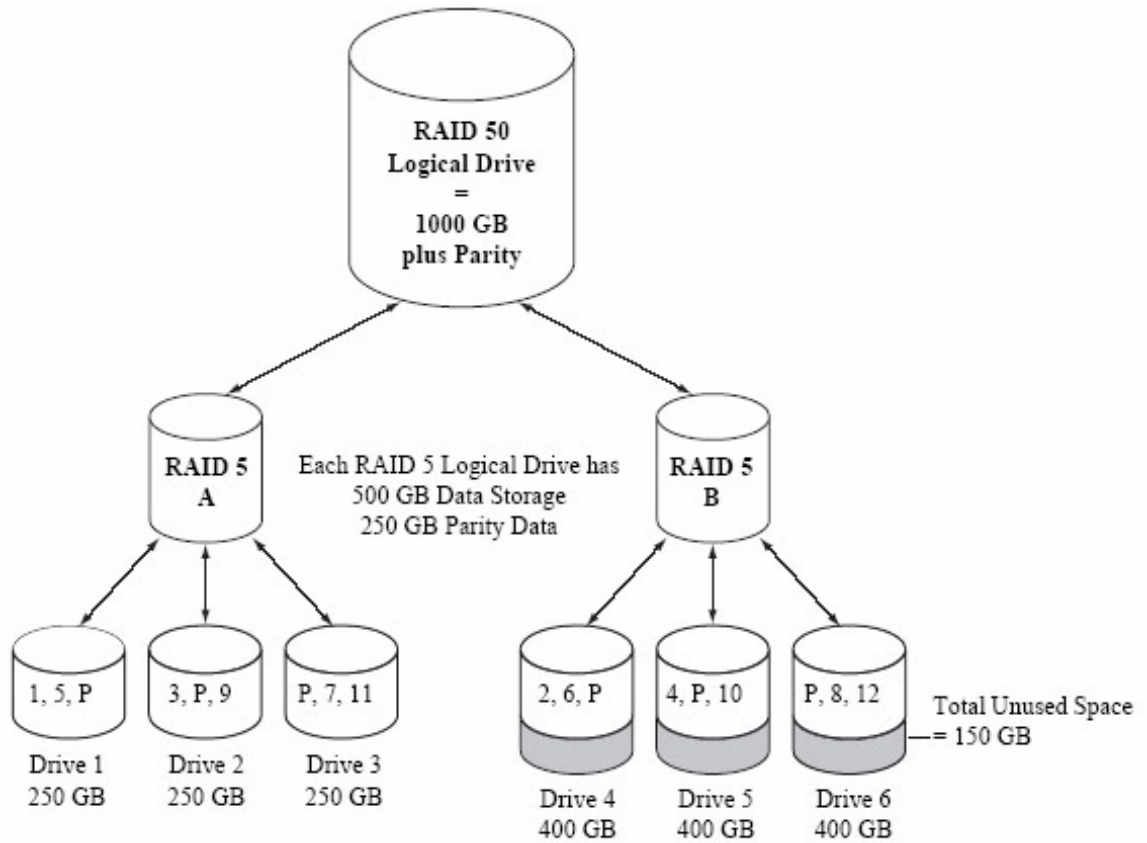 RAID 50
Logical Drive
=
1000 GB
plus Parity
RAID 5
A
Each RAID 5 Logical Drive has
500 GB Data Storage
250 GB Parity Data
RAID 5
B
1, 5, P
3, P, 9
P, 7, 11
2, 6, P
4, P, 10
P, 8, 12
Total Unused Space
= 150 GB
Drive 1
250 GB
Drive 2
250 GB
Drive 3
250 GB
Drive 4
400 GB
Drive 5
400 GB
Drive 6
400 GB